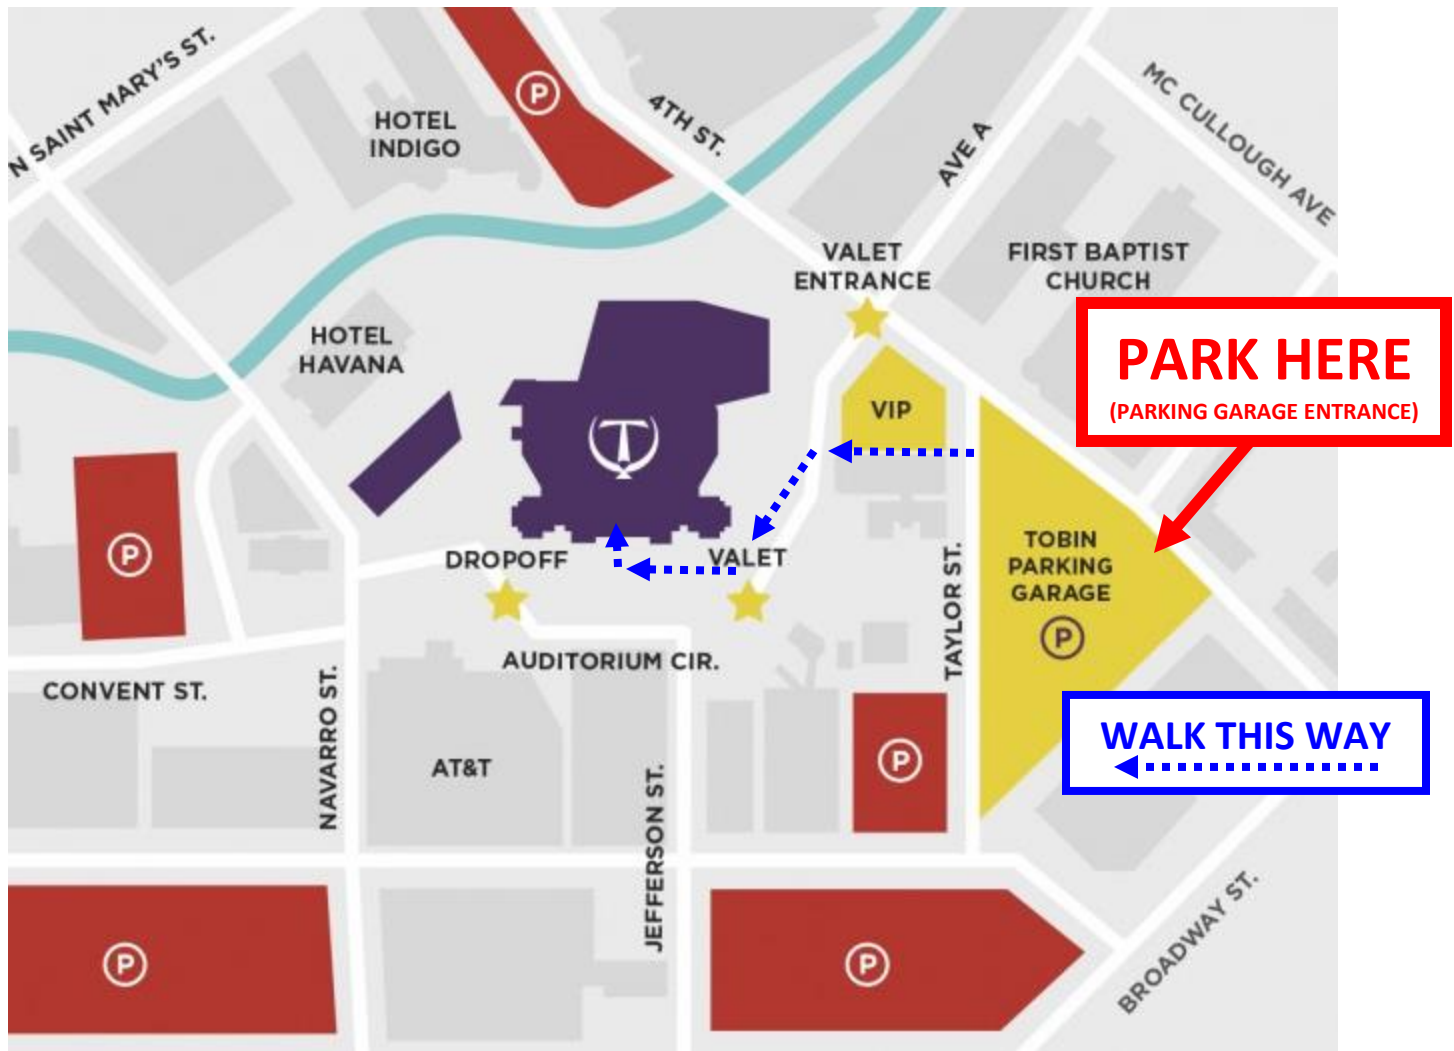 N SAINT MARY'S ST.
HOTEL
INDIGO
P
4TH ST.
AVE A
MC CULLOUGH AVE
VALET
ENTRANCE
FIRST BAPTIST
CHURCH
HOTEL
HAVANA
PARK HERE
(PARKING GARAGE ENTRANCE)
VIP
T
P
DROPOFF
VALET
TAYLOR ST.
TOBIN
PARKING
GARAGE
P
AUDITORIUM CIR.
CONVENT ST.
NAVARRO ST.
AT&T
JEFFERSON ST.
P
WALK THIS WAY
P
P
BROADWAY ST.